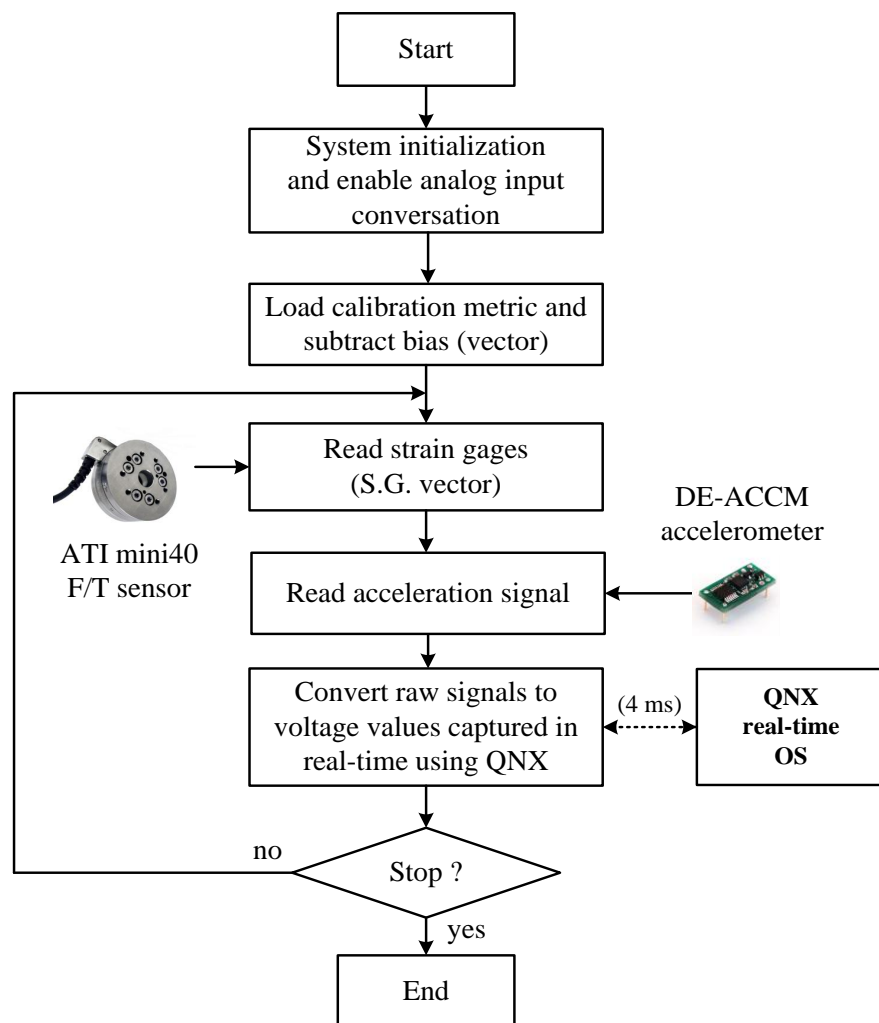 Start
System initialization
and enable analog input
conversation
Load calibration metric and
subtract bias (vector)
Read strain gages
(S.G. vector)
ATI mini40
F/T sensor
DE-ACCM
accelerometer
Read acceleration signal
Convert raw signals to
voltage values captured in
real-time using QNX
(4 ms)
QNX
real-time
OS
no
Stop ?
yes
End